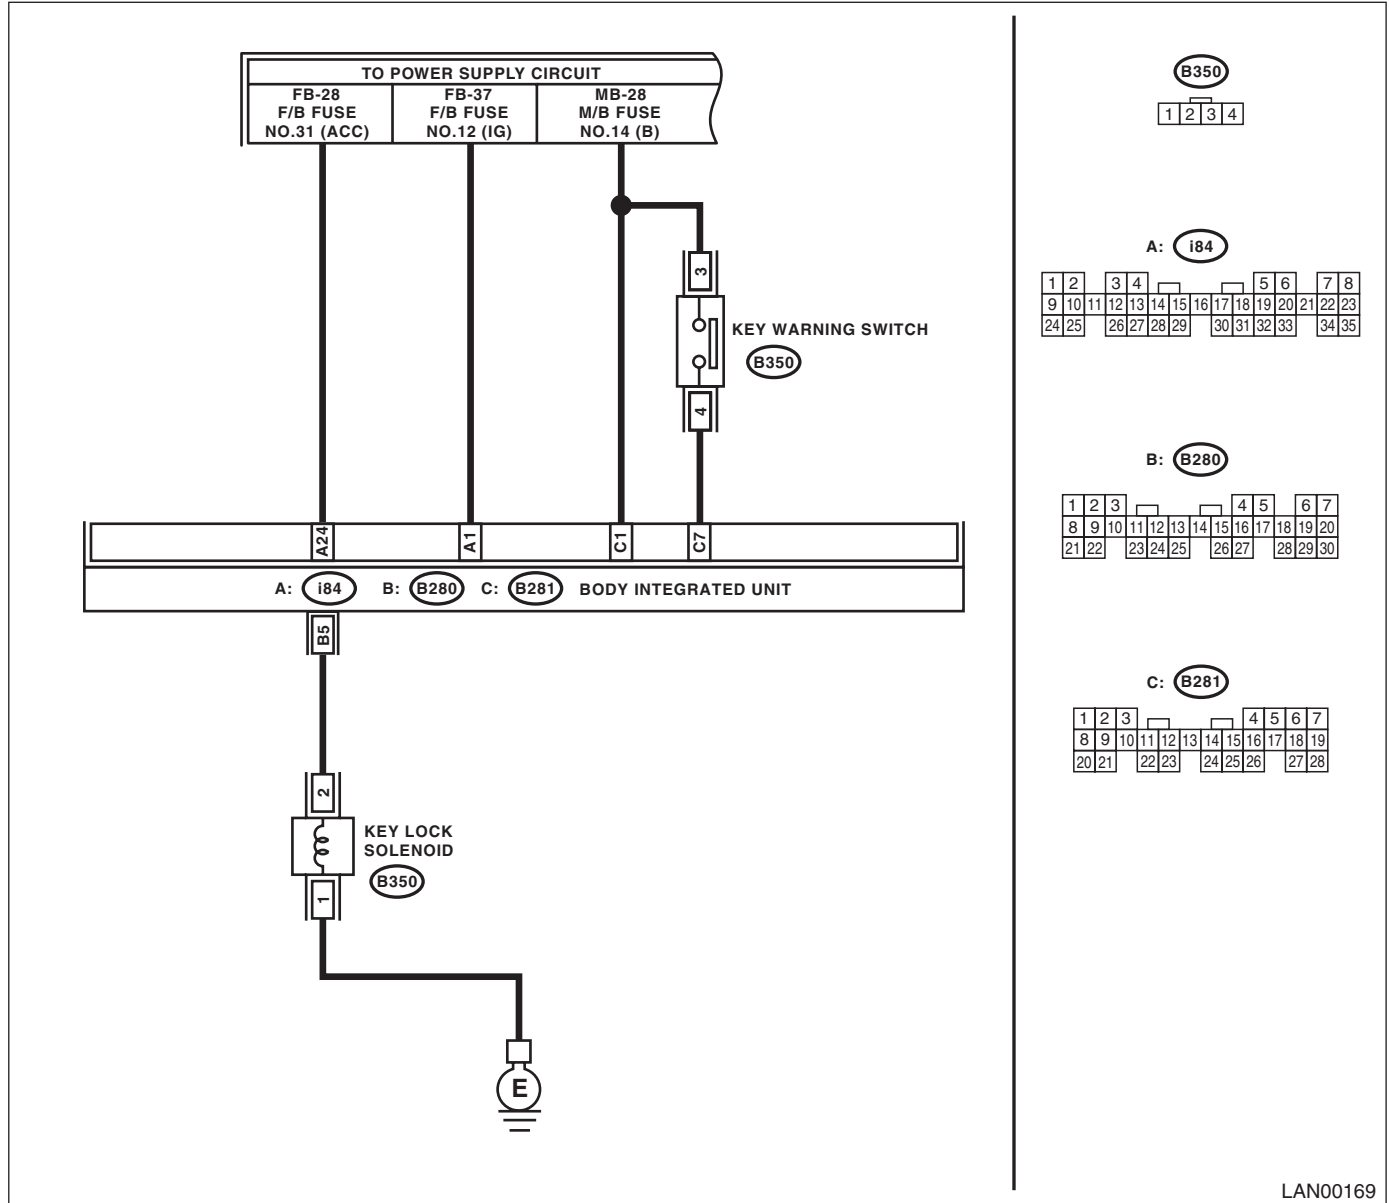 TO POWER SUPPLY CIRCUIT
FB-28
F/B FUSE
NO.31 (ACC)
FB-37
F/B FUSE
NO.12 (IG)
MB-28
M/B FUSE
NO.14 (B)
3
KEY WARNING SWITCH
B350
4
A24
A1
C1
C7
A: i84 B: B280 C: B281 BODY INTEGRATED UNIT
B5
2
KEY LOCK
SOLENOID
B350
1
E
B350
1 2 3 4
A: i84
1 2 3 4 5 6 7 8
9 10 11 12 13 14 15 16 17 18 19 20 21 22 23
24 25 26 27 28 29 30 31 32 33 34 35
B: B280
1 2 3 4 5 6 7
8 9 10 11 12 13 14 15 16 17 18 19 20
21 22 23 24 25 26 27 28 29 30
C: B281
1 2 3 4 5 6 7
8 9 10 11 12 13 14 15 16 17 18 19
20 21 22 23 24 25 26 27 28
LAN00169